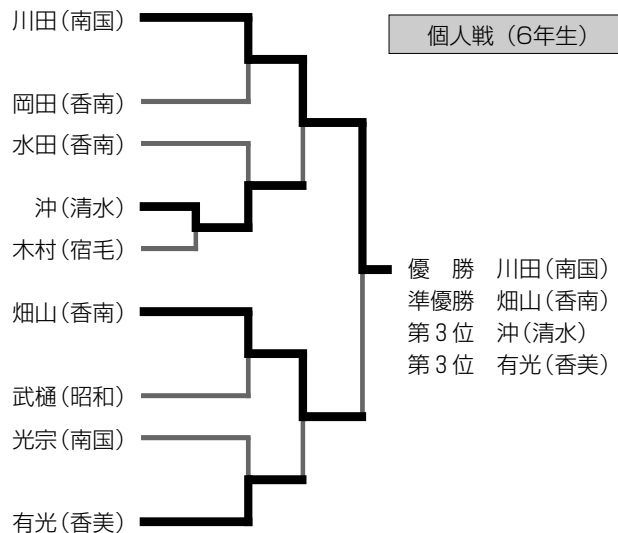 個人戦（6年生）
川田（南国）
岡田（香南）
水田（香南）
沖（清水）
木村（宿毛）
畑山（香南）
武樋（昭和）
光宗（南国）
有光（香美）
優　勝　川田（南国）
準優勝　畑山（香南）
第３位　沖（清水）
第３位　有光（香美）